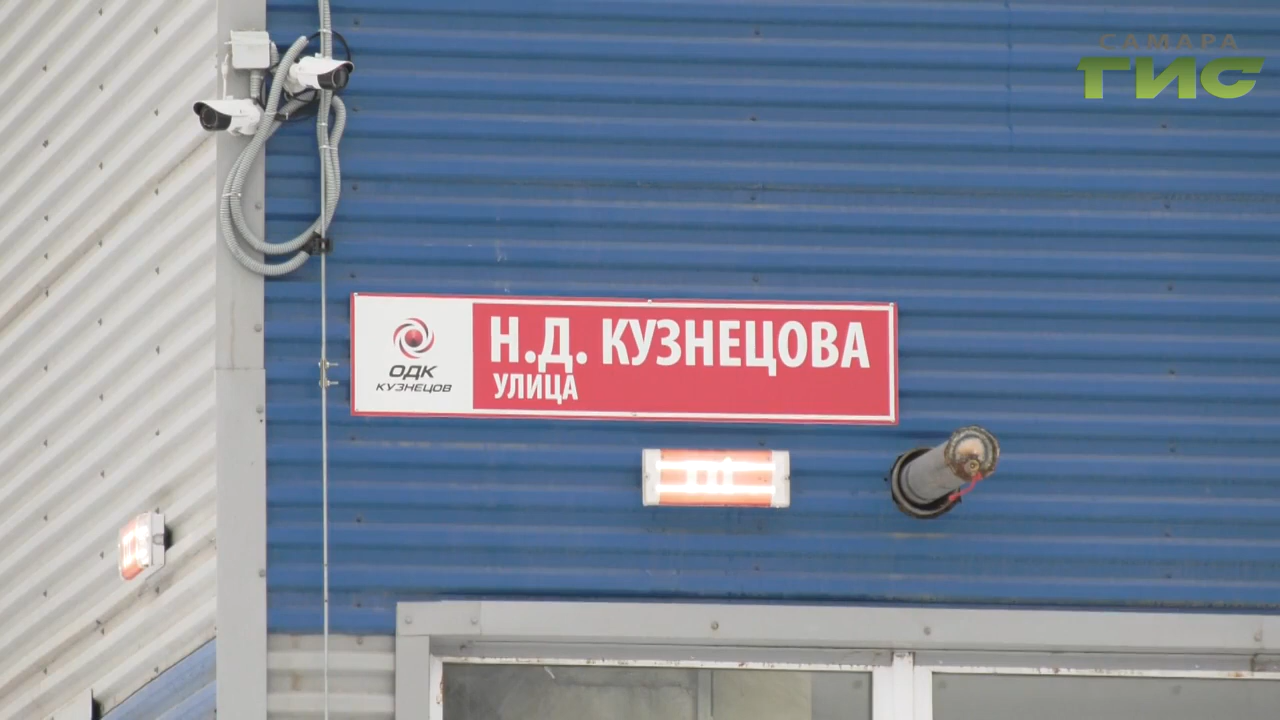 САМАРА
ГИС
Н.Д. КУЗНЕЦОВА
УЛИЦА
ОДК
КУЗНЕЦОВ